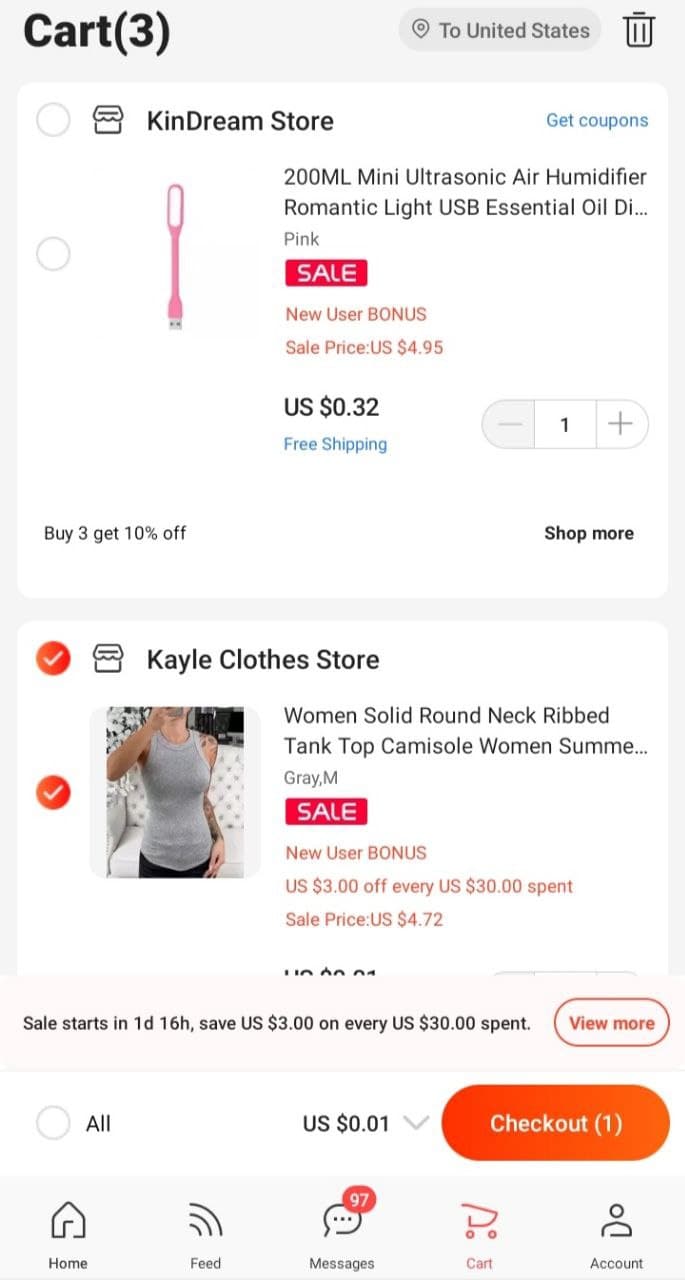 Cart(3)
To United States
KinDream Store
Get coupons
200ML Mini Ultrasonic Air Humidifier
Romantic Light USB Essential Oil Di...
Pink
SALE
New User BONUS
Sale Price:US $4.95
US $0.32
1
Free Shipping
Buy 3 get 10% off
Shop more
Kayle Clothes Store
Women Solid Round Neck Ribbed
Tank Top Camisole Women Summe...
Gray,M
SALE
New User BONUS
US $3.00 off every US $30.00 spent
Sale Price:US $4.72
Sale starts in 1d 16h, save US $3.00 on every US $30.00 spent.
View more
All
US $0.01
Checkout (1)
97
Home
Feed
Messages
Cart
Account